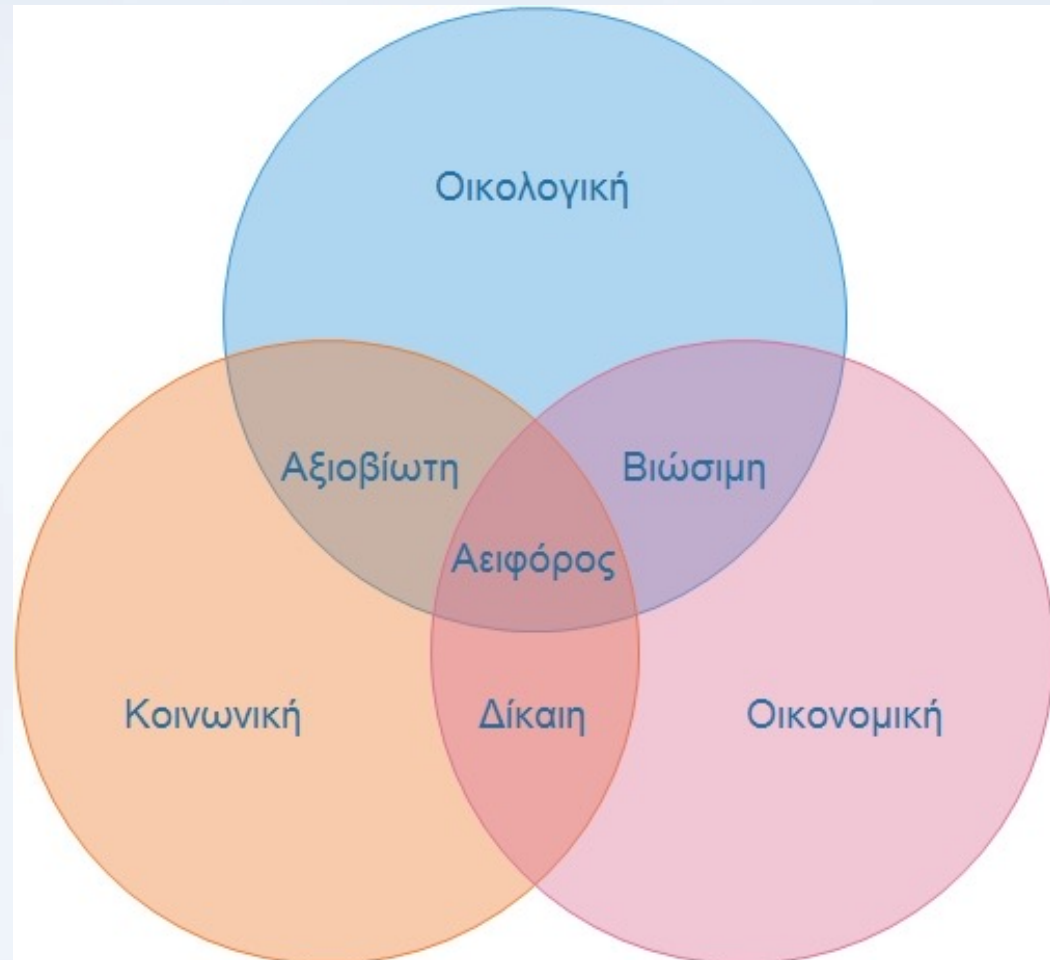 Οικολογική
Αξιοβίωτη
Βιώσιμη
Αειφόρος
Κοινωνική
Δίκαιη
Οικονομική